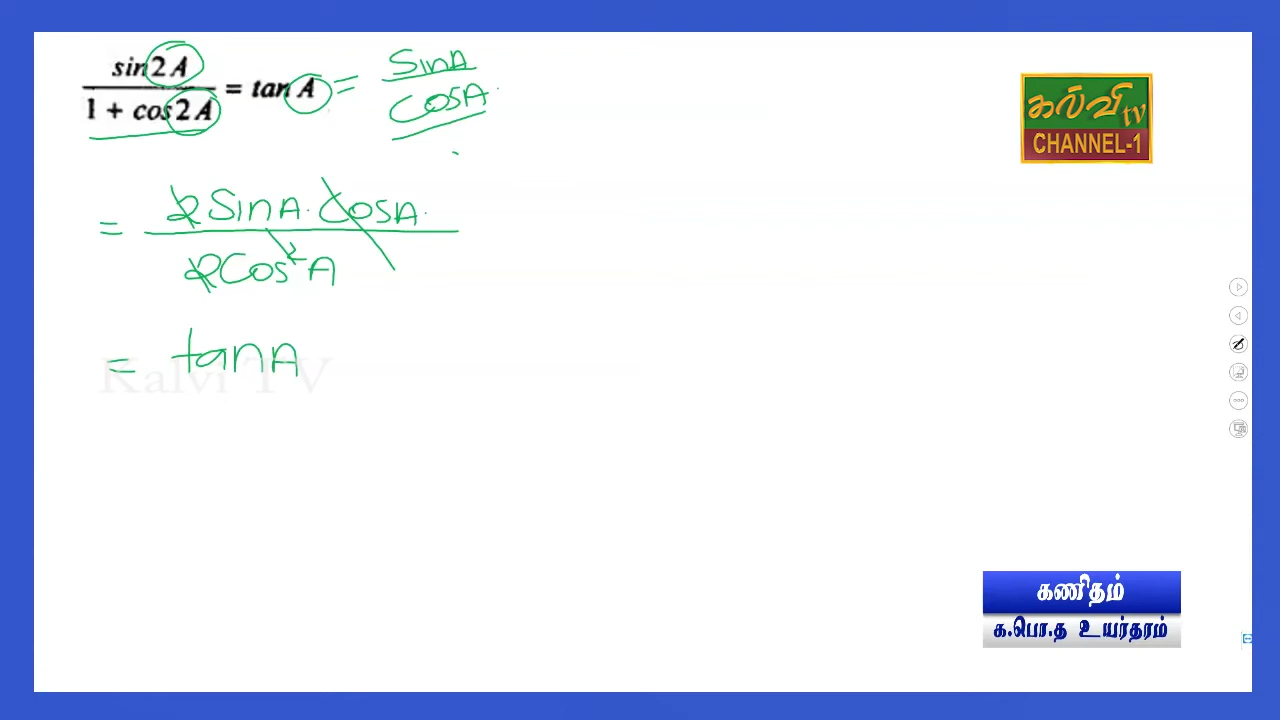 sin2A / 1 + cos2A = tan A = SinA / CosA
= 2SinA. CosA. / 2Cos²A
= tanA
Kalvi TV
கல்வி tv
CHANNEL-1
கணிதம்
க.பொ.த உயர்தரம்